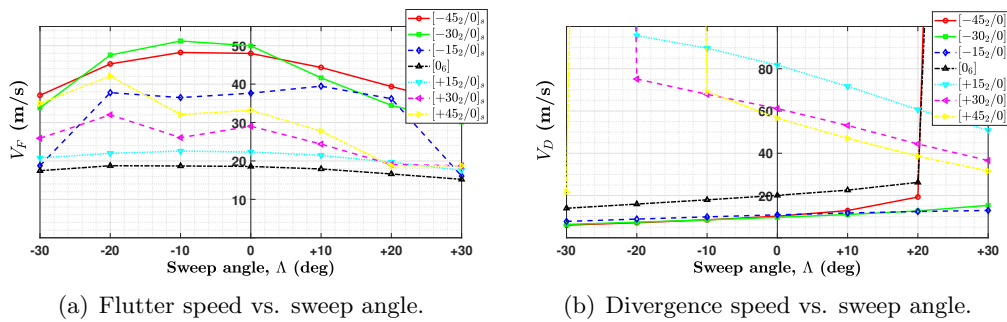 [−45₂/0]ₛ
[−30₂/0]ₛ
[−15₂/0]ₛ
[0₆]
[+15₂/0]ₛ
[+30₂/0]ₛ
[+45₂/0]ₛ
50
40
30
20
10
V_F (m/s)
-30 -20 -10 0 +10 +20 +30
Sweep angle, Λ (deg)
(a) Flutter speed vs. sweep angle.
[−45₂/0]ₛ
[−30₂/0]ₛ
[−15₂/0]ₛ
[0₆]
[+15₂/0]ₛ
[+30₂/0]ₛ
[+45₂/0]ₛ
80
60
40
20
V_D (m/s)
-30 -20 -10 0 +10 +20 +30
Sweep angle, Λ (deg)
(b) Divergence speed vs. sweep angle.